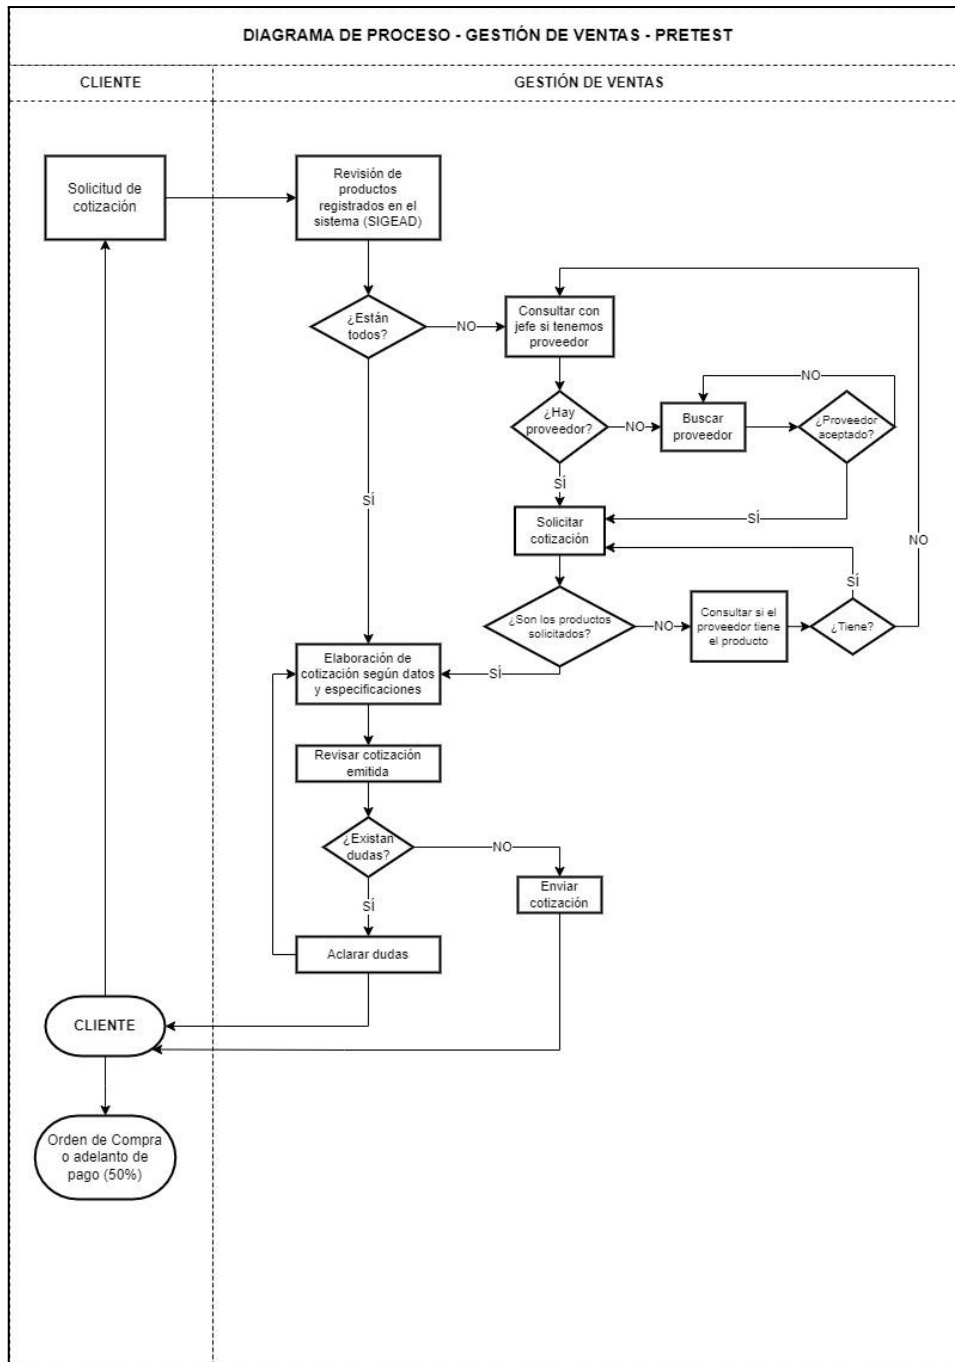 DIAGRAMA DE PROCESO - GESTIÓN DE VENTAS - PRETEST
CLIENTE
GESTIÓN DE VENTAS
Solicitud de
cotización
Revisión de
productos
registrados en el
sistema (SIGEAD)
¿Están
todos?
NO
Consultar con
jefe si tenemos
proveedor
¿Hay
proveedor?
NO
Buscar
proveedor
NO
¿Proveedor
aceptado?
SÍ
SÍ
SÍ
Solicitar
cotización
NO
SÍ
¿Son los productos
solicitados?
NO
Consultar si el
proveedor tiene
el producto
¿Tiene?
SÍ
Elaboración de
cotización según datos
y especificaciones
Revisar cotización
emitida
¿Existan
dudas?
NO
SÍ
Enviar
cotización
Aclarar dudas
CLIENTE
Orden de Compra
o adelanto de
pago (50%)